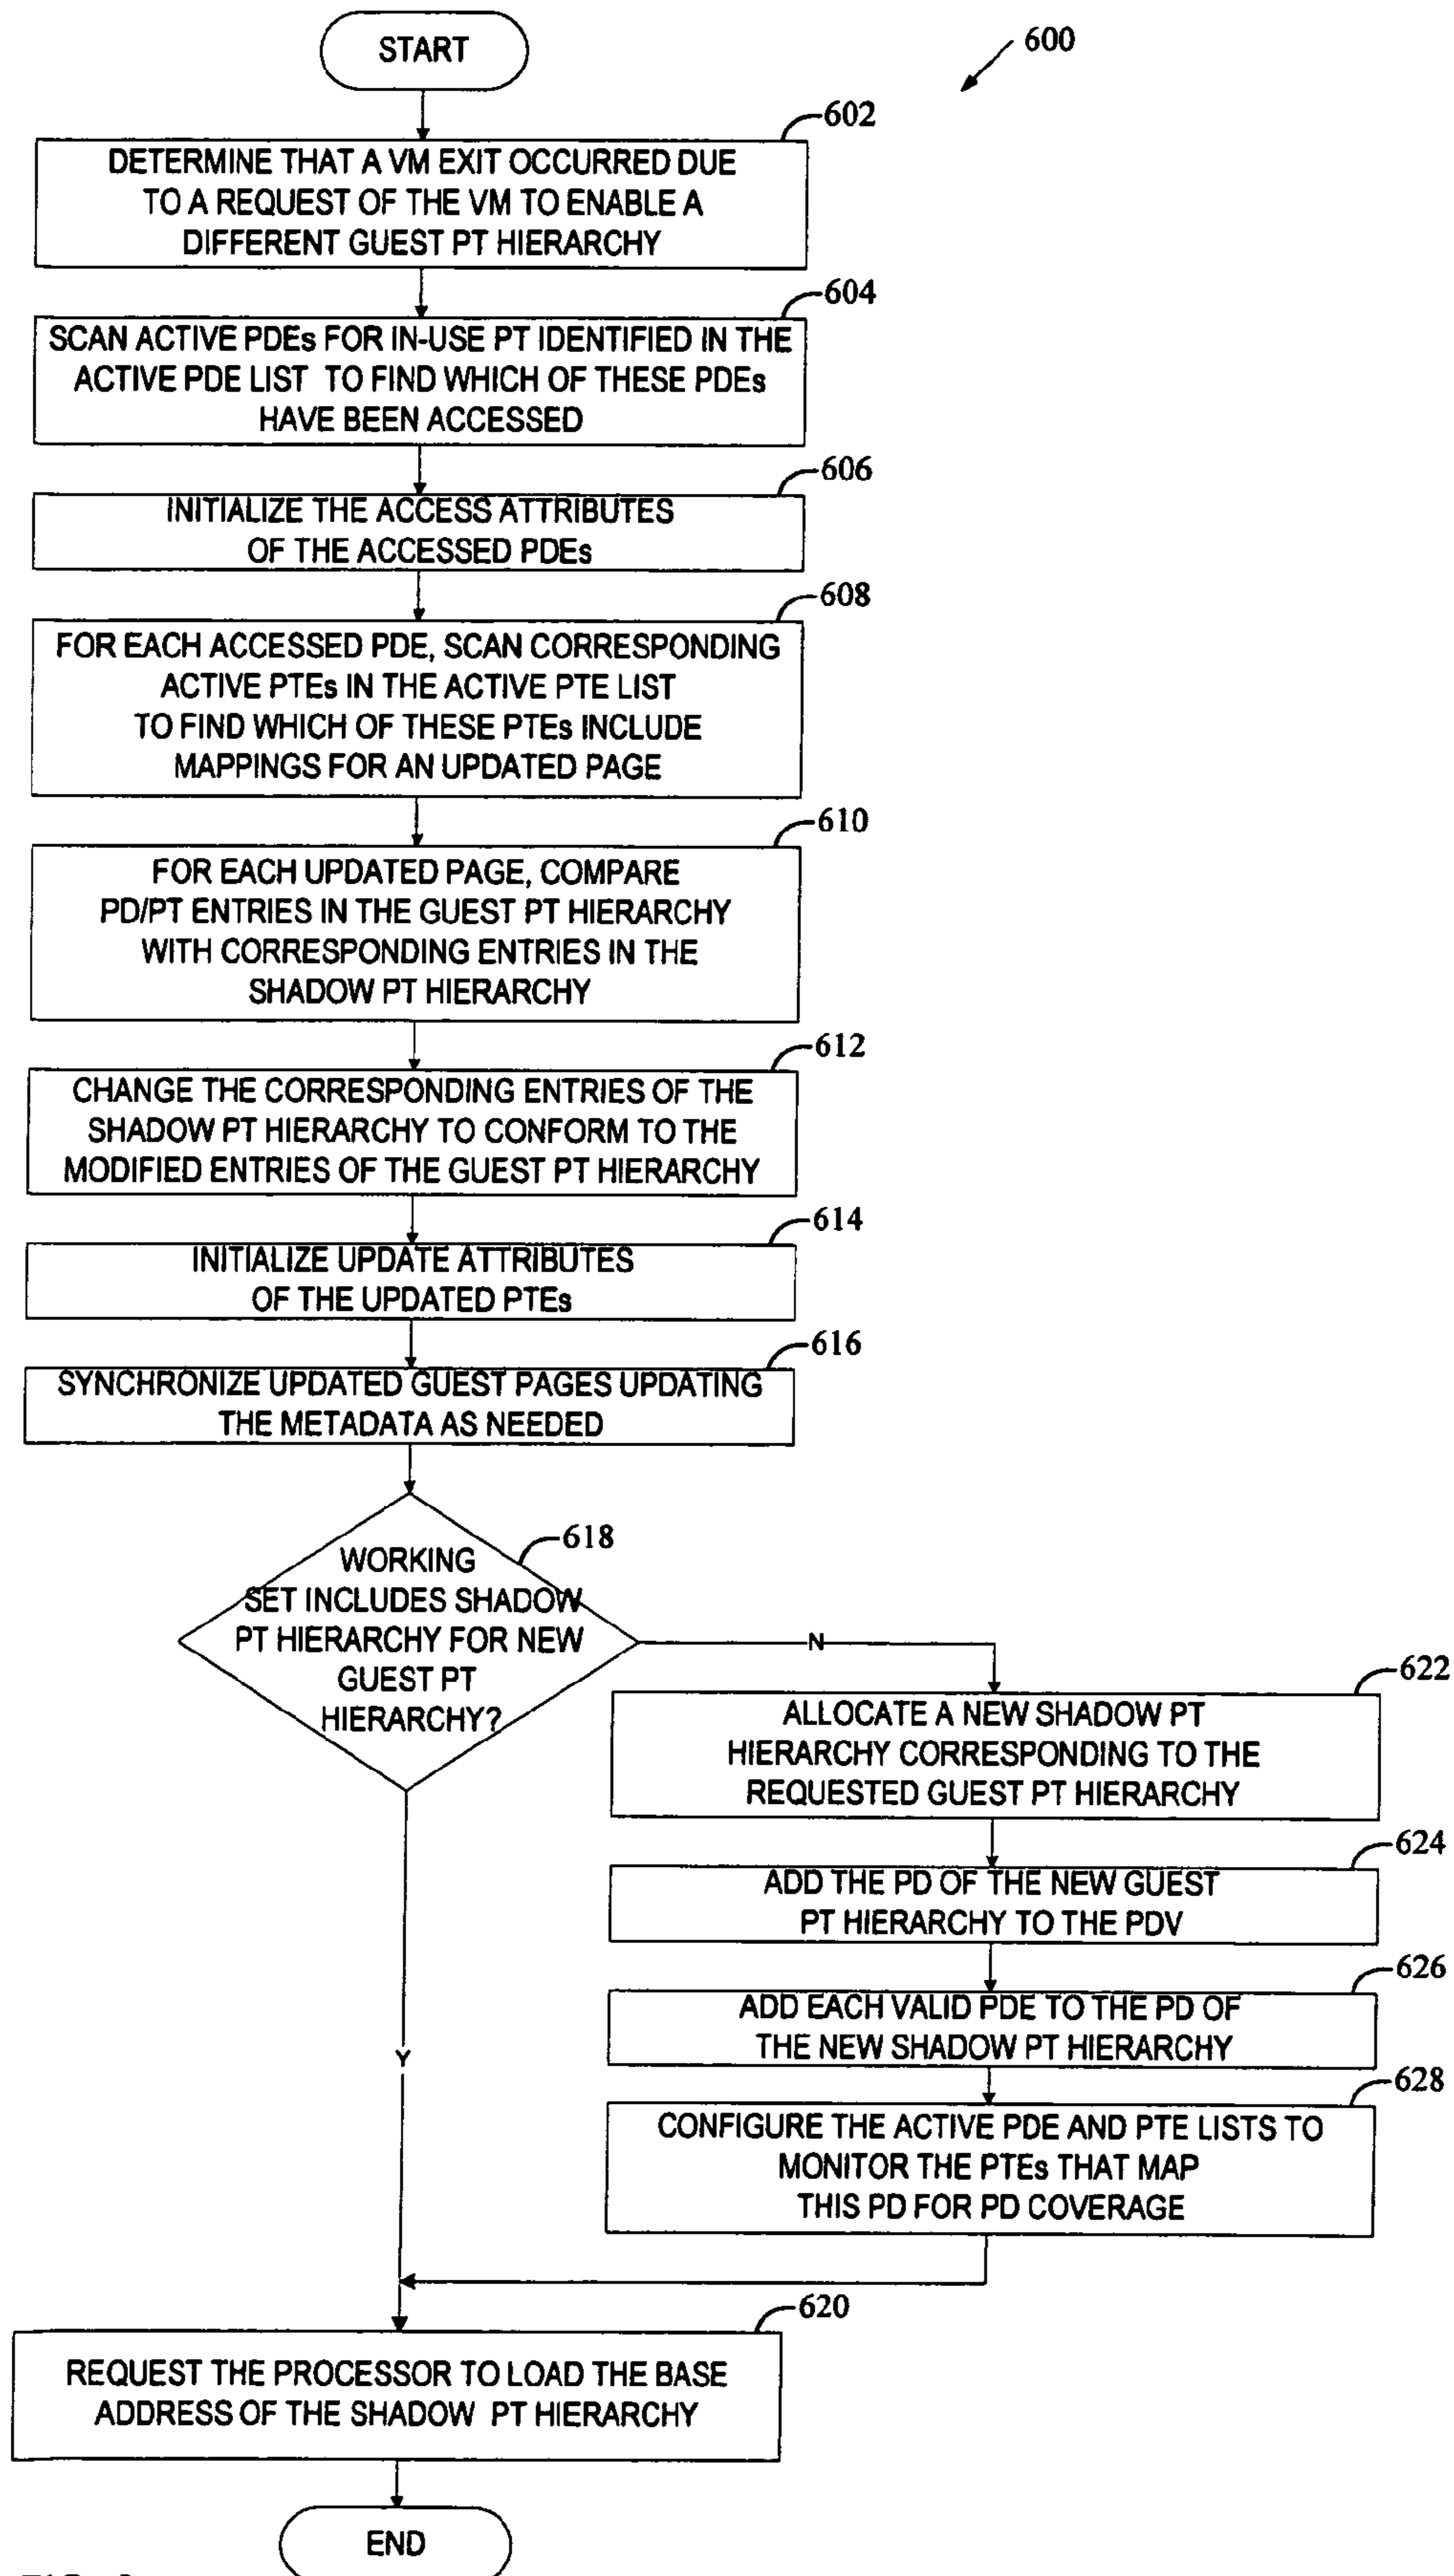 START
600
602
DETERMINE THAT A VM EXIT OCCURRED DUE
TO A REQUEST OF THE VM TO ENABLE A
DIFFERENT GUEST PT HIERARCHY
604
SCAN ACTIVE PDEs FOR IN-USE PT IDENTIFIED IN THE
ACTIVE PDE LIST TO FIND WHICH OF THESE PDEs
HAVE BEEN ACCESSED
606
INITIALIZE THE ACCESS ATTRIBUTES
OF THE ACCESSED PDEs
608
FOR EACH ACCESSED PDE, SCAN CORRESPONDING
ACTIVE PTEs IN THE ACTIVE PTE LIST
TO FIND WHICH OF THESE PTEs INCLUDE
MAPPINGS FOR AN UPDATED PAGE
610
FOR EACH UPDATED PAGE, COMPARE
PD/PT ENTRIES IN THE GUEST PT HIERARCHY
WITH CORRESPONDING ENTRIES IN THE
SHADOW PT HIERARCHY
612
CHANGE THE CORRESPONDING ENTRIES OF THE
SHADOW PT HIERARCHY TO CONFORM TO THE
MODIFIED ENTRIES OF THE GUEST PT HIERARCHY
614
INITIALIZE UPDATE ATTRIBUTES
OF THE UPDATED PTEs
616
SYNCHRONIZE UPDATED GUEST PAGES UPDATING
THE METADATA AS NEEDED
618
WORKING
SET INCLUDES SHADOW
PT HIERARCHY FOR NEW
GUEST PT
HIERARCHY?
N
622
ALLOCATE A NEW SHADOW PT
HIERARCHY CORRESPONDING TO THE
REQUESTED GUEST PT HIERARCHY
624
ADD THE PD OF THE NEW GUEST
PT HIERARCHY TO THE PDV
626
ADD EACH VALID PDE TO THE PD OF
THE NEW SHADOW PT HIERARCHY
Y
628
CONFIGURE THE ACTIVE PDE AND PTE LISTS TO
MONITOR THE PTEs THAT MAP
THIS PD FOR PD COVERAGE
620
REQUEST THE PROCESSOR TO LOAD THE BASE
ADDRESS OF THE SHADOW PT HIERARCHY
END